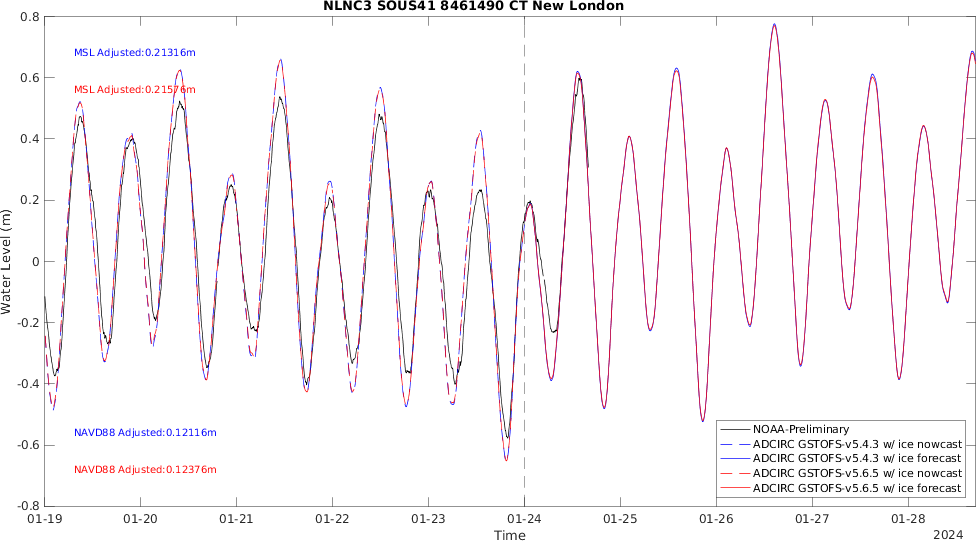 NLNC3 SOUS41 8461490 CT New London
0.8
0.6
0.4
0.2
0
-0.2
-0.4
-0.6
-0.8
Water Level (m)
MSL Adjusted:0.21316m
MSL Adjusted:0.21576m
NAVD88 Adjusted:0.12116m
NAVD88 Adjusted:0.12376m
NOAA-Preliminary
ADCIRC GSTOFS-v5.4.3 w/ ice nowcast
ADCIRC GSTOFS-v5.4.3 w/ ice forecast
ADCIRC GSTOFS-v5.6.5 w/ ice nowcast
ADCIRC GSTOFS-v5.6.5 w/ ice forecast
01-19 01-20 01-21 01-22 01-23 01-24 01-25 01-26 01-27 01-28
Time
2024